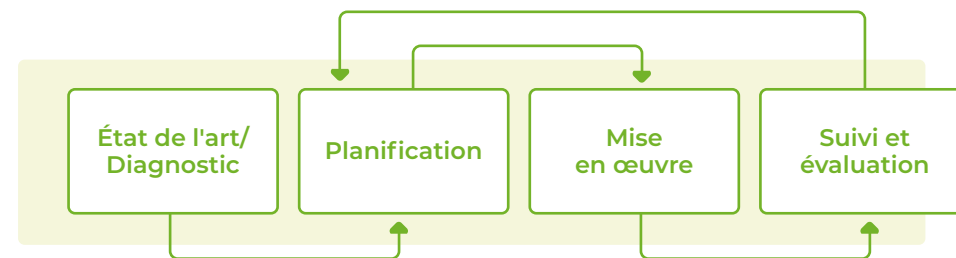 État de l'art/
Diagnostic
Planification
Mise
en œuvre
Suivi et
évaluation